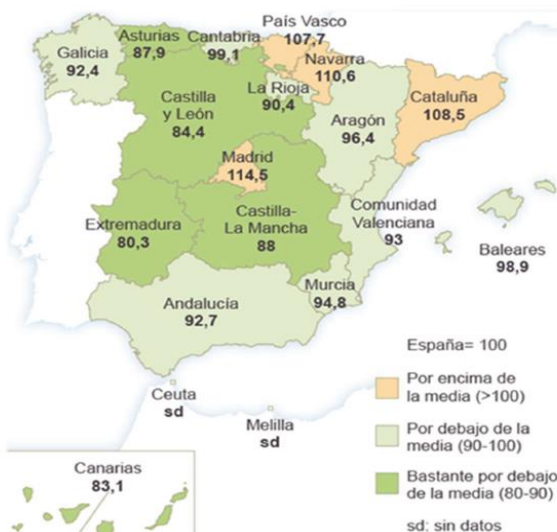 País Vasco
107,7
Asturias
87,9
Cantabria
99,1
Galicia
92,4
Navarra
110,6
La Rioja
90,4
Cataluña
108,5
Castilla
y León
84,4
Aragón
96,4
Madrid
114,5
Extremadura
80,3
Castilla-
La Mancha
88
Comunidad
Valenciana
93
Baleares
98,9
Murcia
94,8
Andalucía
92,7
Ceuta
sd
Melilla
sd
Canarias
83,1
España= 100
Por encima de
la media (>100)
Por debajo de la
media (90-100)
Bastante por debajo
de la media (80-90)
sd: sin datos